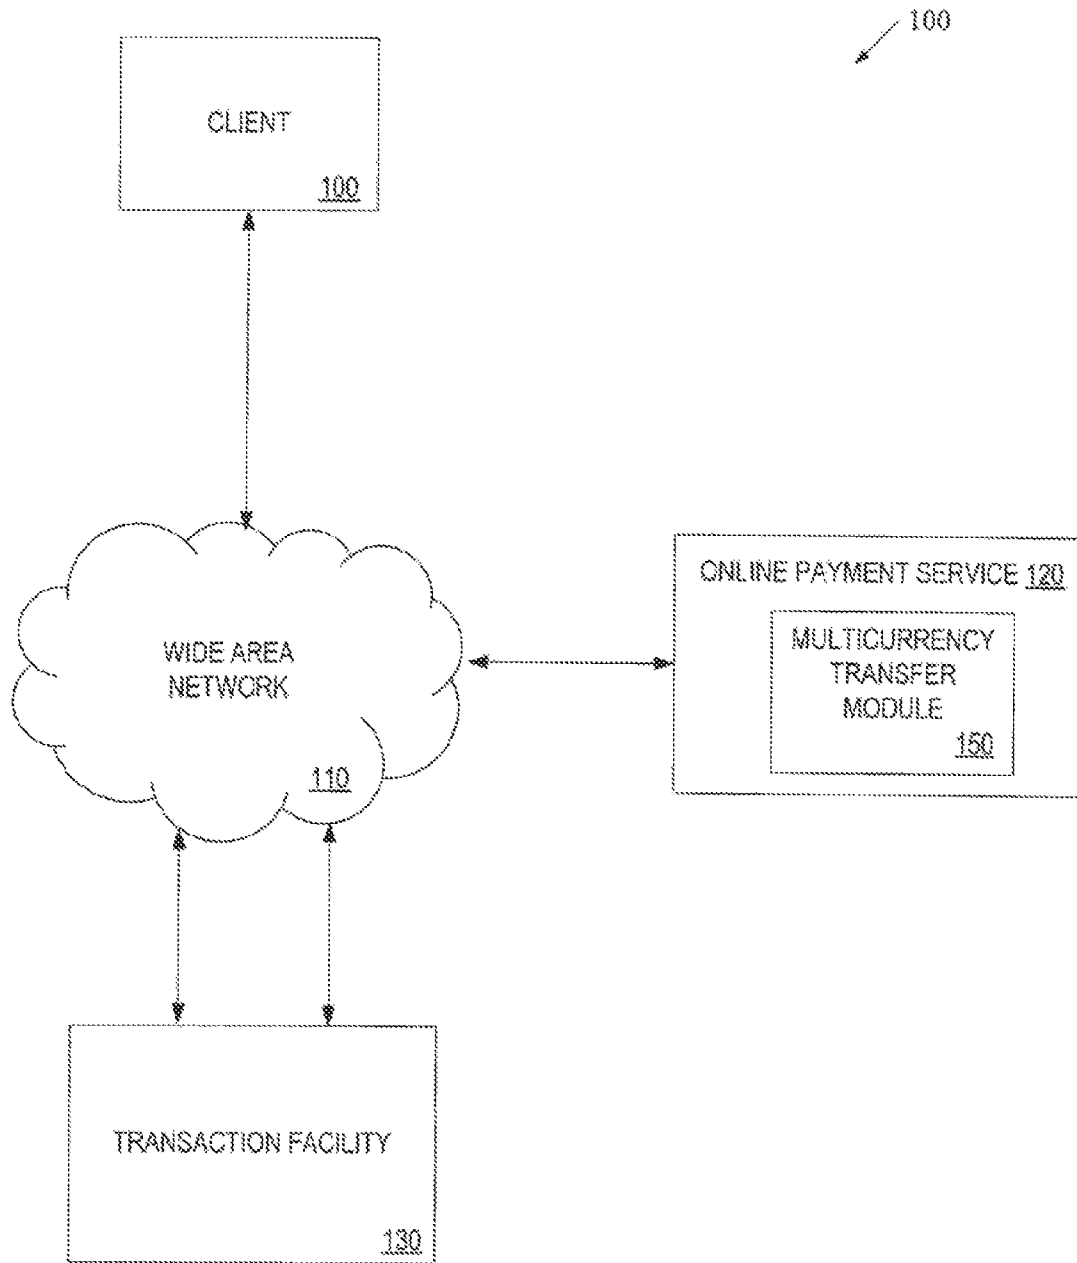 100
CLIENT
100
ONLINE PAYMENT SERVICE 120
MULTICURRENCY
TRANSFER
MODULE
150
WIDE AREA
NETWORK
110
TRANSACTION FACILITY
130